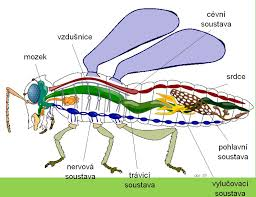 cévní
soustava
vzdušnice
mozek
srdce
pohlavní
soustava
nervová
soustava
trávicí
soustava
vylučovací
soustava